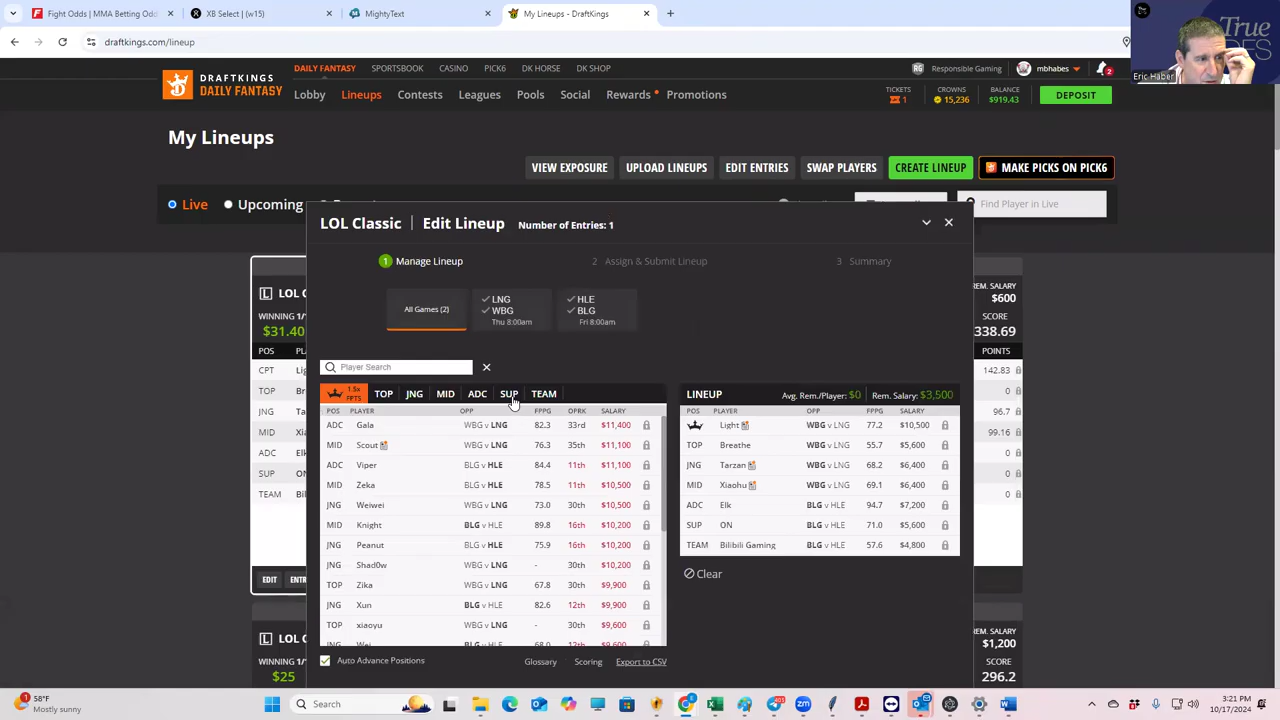 Fight Odds | MMA Betting Odd
XB Select | (w15)
MightyText
My Lineups - DraftKings
draftkings.com/lineup
True
Eric Haber
DRAFTKINGS
DAILY FANTASY
DAILY FANTASY SPORTSBOOK CASINO PICK6 DK HORSE DK SHOP
RG Responsible Gaming mbhabes 2
Lobby Lineups Contests Leagues Pools Social Rewards Promotions
TICKETS CROWNS BALANCE
1 15,236 $919.43
DEPOSIT
My Lineups
VIEW EXPOSURE UPLOAD LINEUPS EDIT ENTRIES SWAP PLAYERS CREATE LINEUP MAKE PICKS ON PICK6
Live Upcoming Find Player in Live
LOL Classic | Edit Lineup Number of Entries: 1
1 Manage Lineup 2 Assign & Submit Lineup 3 Summary
All Games (2)
LNG
WBG
Thu 8:00am
HLE
BLG
Fri 8:00am
Player Search
1.5x
FPTS
TOP JNG MID ADC SUP TEAM
POS PLAYER OPP FPPG OPRK SALARY
ADC Gala WBG v LNG 82.3 33rd $11,400
MID Scout WBG v LNG 76.3 35th $11,100
ADC Viper BLG v HLE 84.4 11th $11,100
MID Zeka BLG v HLE 78.5 11th $10,500
JNG Weiwei WBG v LNG 73.0 30th $10,500
MID Knight BLG v HLE 89.8 16th $10,200
JNG Peanut BLG v HLE 75.9 16th $10,200
JNG Shad0w WBG v LNG - 30th $10,200
TOP Zika WBG v LNG 67.8 30th $9,900
JNG Xun BLG v HLE 82.6 12th $9,900
TOP xiaoyu WBG v LNG - 30th $9,600
JNG Wei BLG v HLE 68.0 12th $9,600
Auto Advance Positions Glossary Scoring Export to CSV
LINEUP Avg. Rem./Player: $0 Rem. Salary: $3,500
POS PLAYER OPP FPPG SALARY
Light WBG v LNG 77.2 $10,500
TOP Breathe WBG v LNG 55.7 $5,600
JNG Tarzan WBG v LNG 68.2 $6,400
MID Xiaohu WBG v LNG 69.1 $6,400
ADC Elk BLG v HLE 94.7 $7,200
SUP ON BLG v HLE 71.0 $5,600
TEAM Bilibili Gaming BLG v HLE 57.6 $4,800
Clear
LOL
WINNING 1/
$31.40
POS
CPT
TOP
JNG
MID
ADC
SUP
TEAM
EDIT
LOL
WINNING 1/
$25
REM. SALARY
$600
SCORE
338.69
POINTS
142.83
0
96.7
99.16
0
0
0
REM. SALARY
$1,200
SCORE
296.2
58°F
Mostly sunny
Search
3:21 PM
10/17/2024